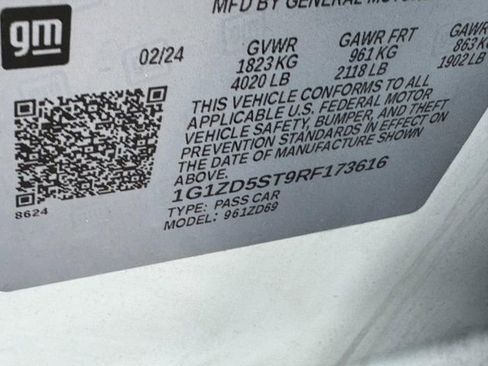 MFD BY GENERAL MOTORS
gm
02/24
GVWR
1823 KG
4020 LB
GAWR FRT
961 KG
2118 LB
GAWR
863 KG
1902 LB
THIS VEHICLE CONFORMS TO ALL
APPLICABLE U.S. FEDERAL MOTOR
VEHICLE SAFETY, BUMPER, AND THEFT
PREVENTION STANDARDS IN EFFECT ON
THE DATE OF MANUFACTURE SHOWN
ABOVE.
1G1ZD5ST9RF173616
TYPE: PASS CAR
MODEL: 961ZD69
8624